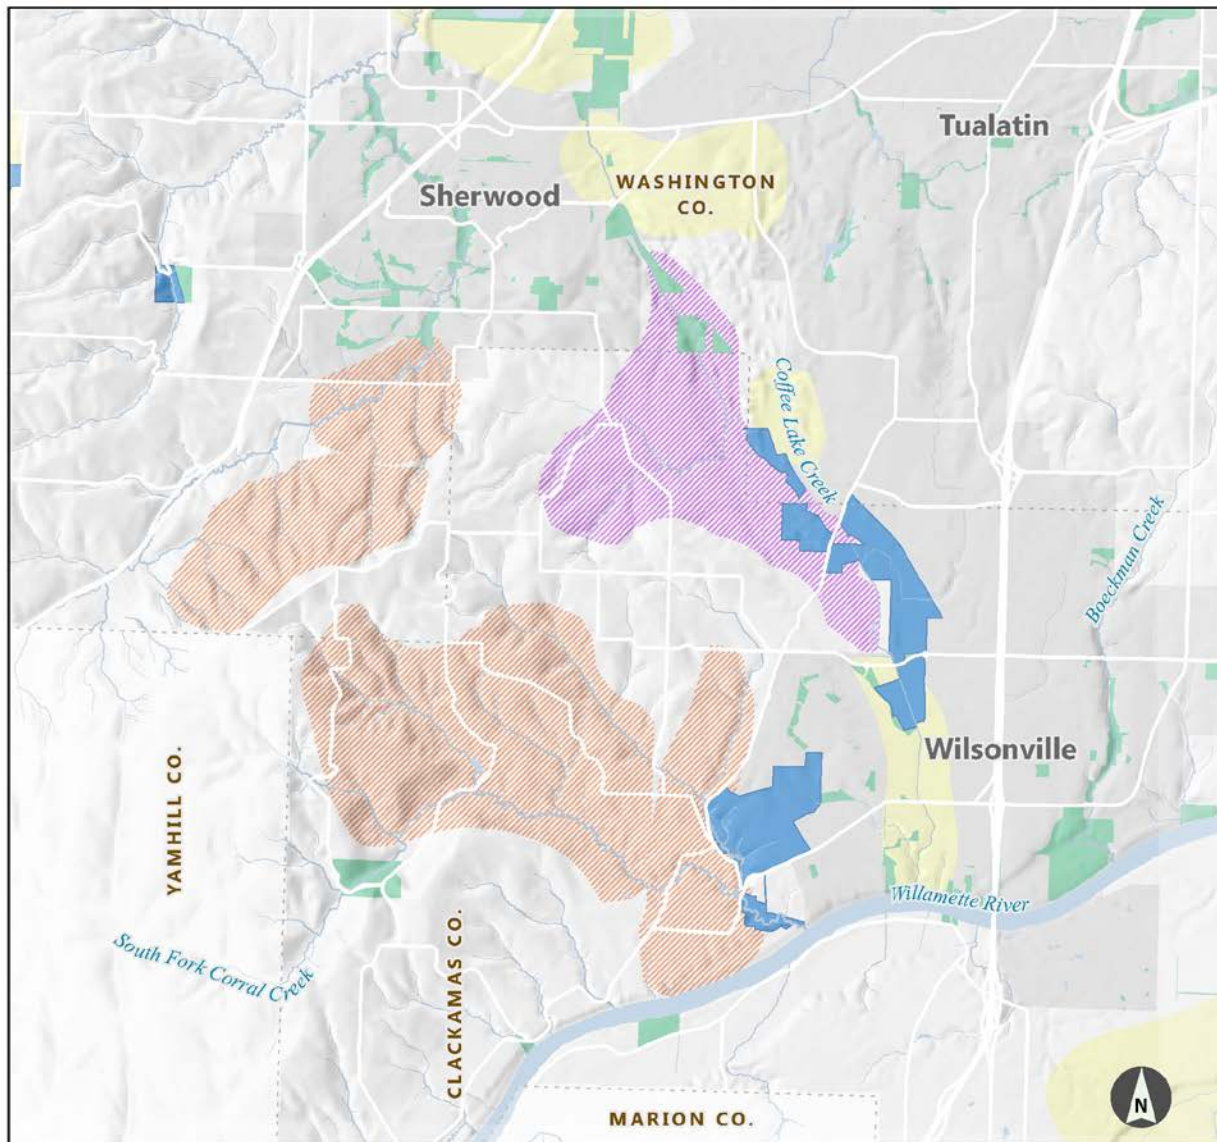 Tualatin
Sherwood
WASHINGTON
CO.
Coffee Lake Creek
Boeckman Creek
Wilsonville
YAMHILL CO.
Willamette River
South Fork Corral Creek
CLACKAMAS CO.
MARION CO.
N